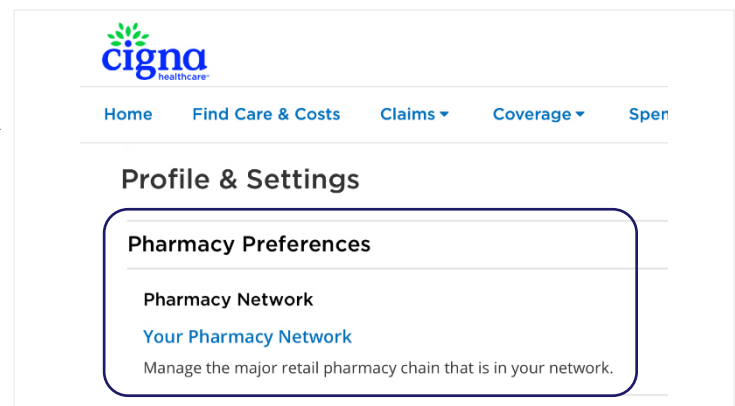 cigna
healthcare
Home Find Care & Costs Claims Coverage Spen
Profile & Settings
Pharmacy Preferences
Pharmacy Network
Your Pharmacy Network
Manage the major retail pharmacy chain that is in your network.